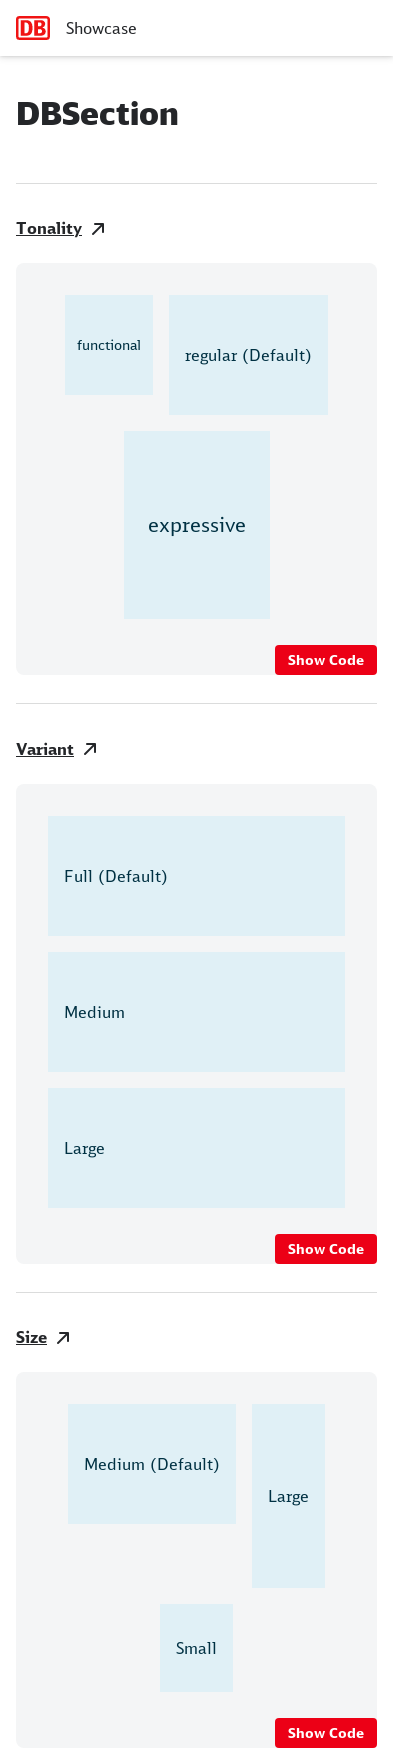 DB Showcase
DBSection
Tonality
functional
regular (Default)
expressive
Show Code
Variant
Full (Default)
Medium
Large
Show Code
Size
Medium (Default)
Large
Small
Show Code